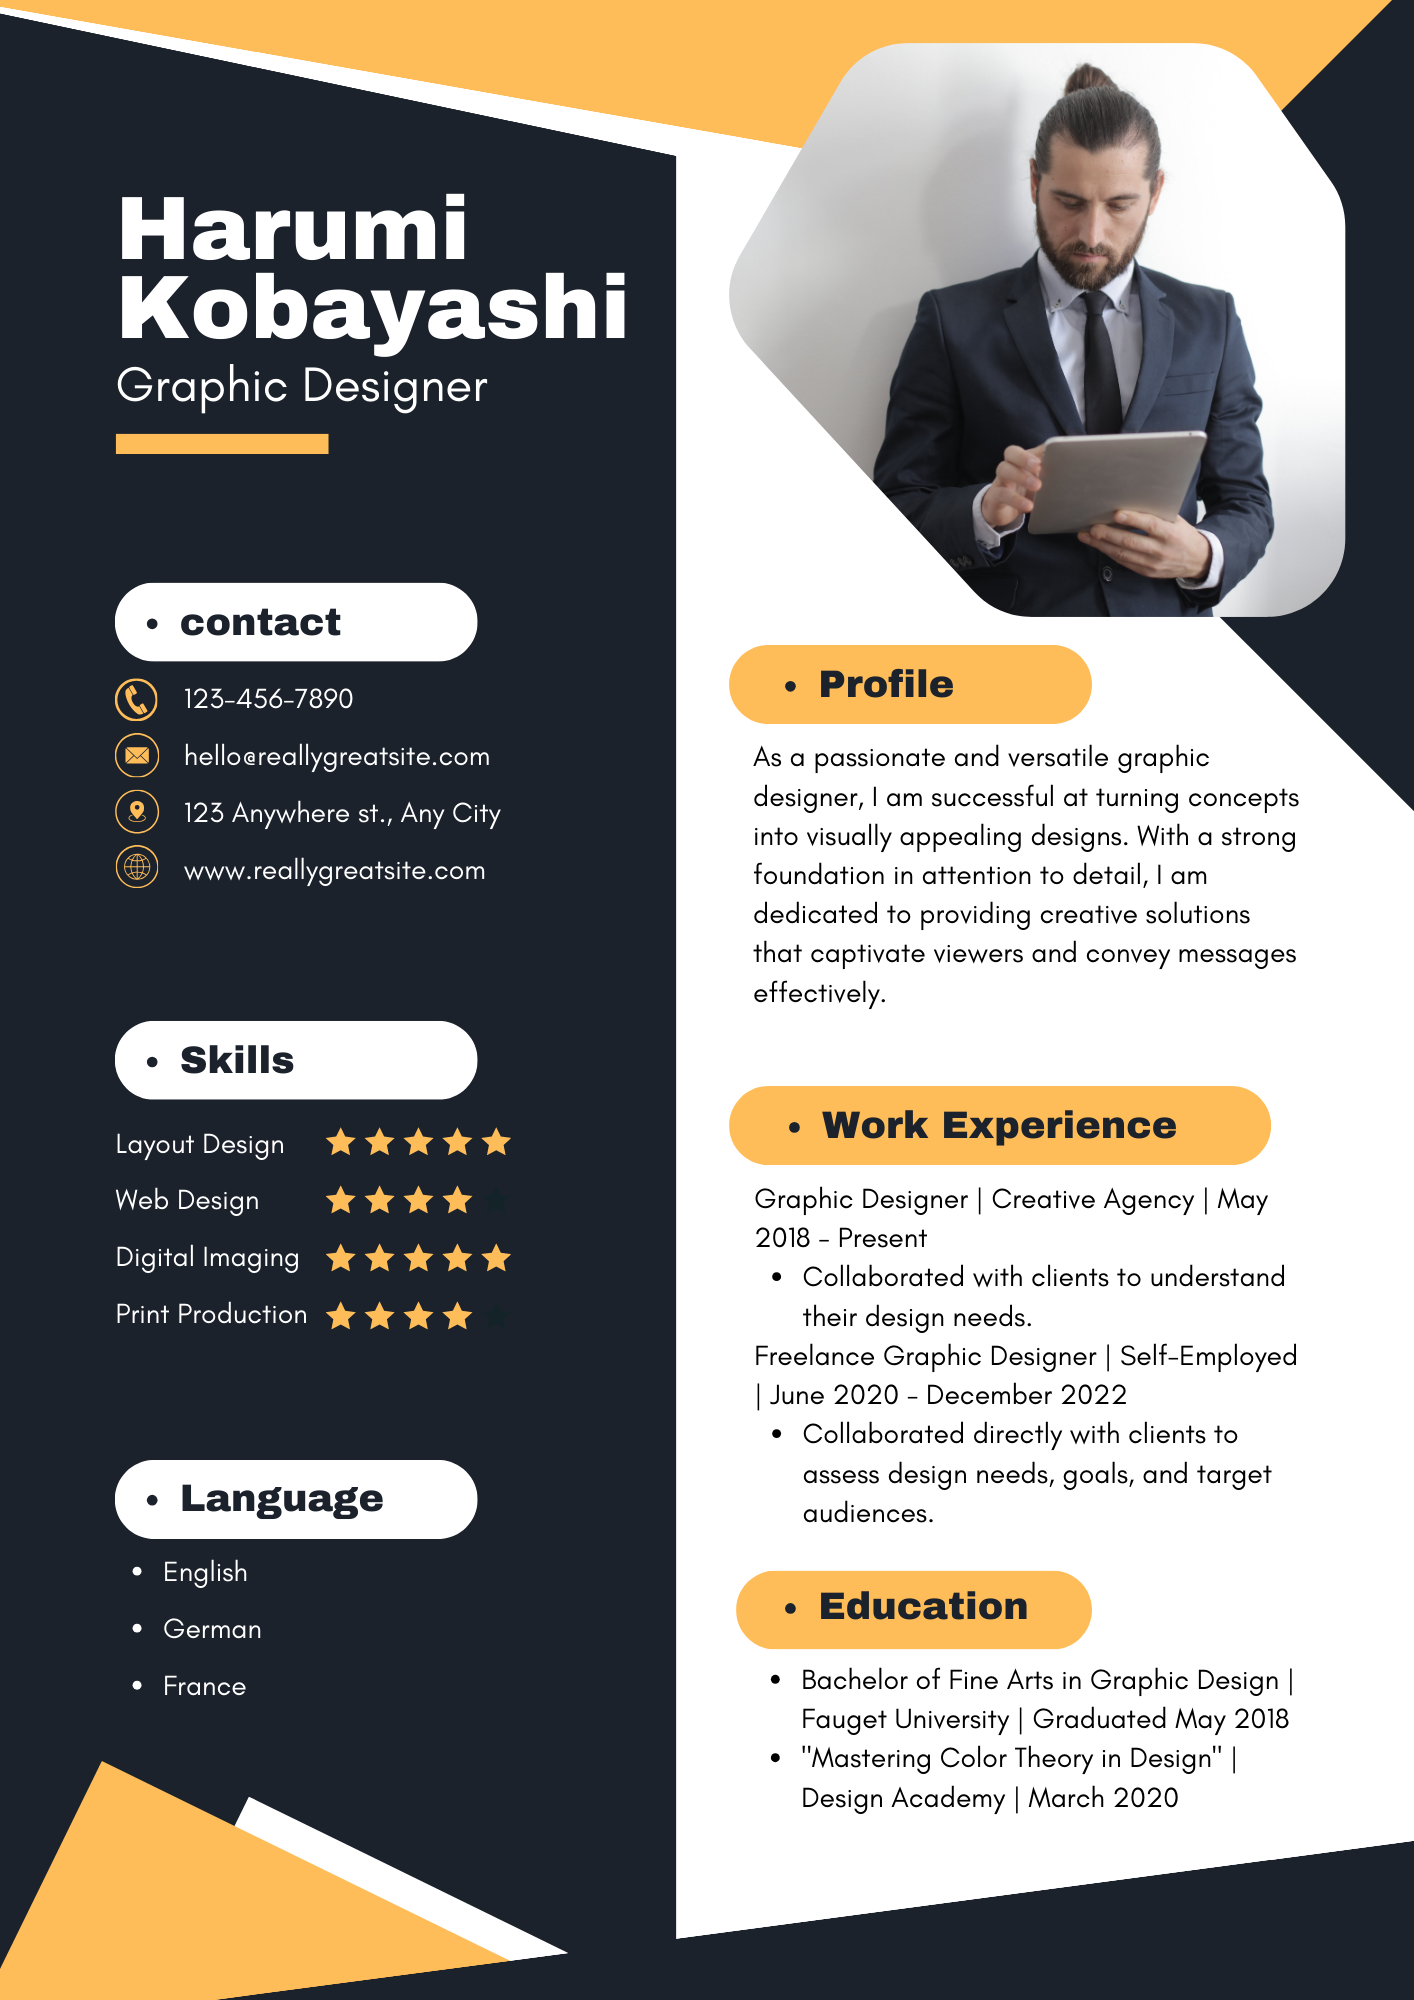 Harumi
Kobayashi
Graphic Designer
• contact
123-456-7890
hello@reallygreatsite.com
123 Anywhere st., Any City
www.reallygreatsite.com
• Skills
Layout Design
Web Design
Digital Imaging
Print Production
• Language
• English
• German
• France
• Profile
As a passionate and versatile graphic
designer, I am successful at turning concepts
into visually appealing designs. With a strong
foundation in attention to detail, I am
dedicated to providing creative solutions
that captivate viewers and convey messages
effectively.
• Work Experience
Graphic Designer | Creative Agency | May
2018 - Present
• Collaborated with clients to understand
their design needs.
Freelance Graphic Designer | Self-Employed
| June 2020 - December 2022
• Collaborated directly with clients to
assess design needs, goals, and target
audiences.
• Education
• Bachelor of Fine Arts in Graphic Design |
Fauget University | Graduated May 2018
• "Mastering Color Theory in Design" |
Design Academy | March 2020